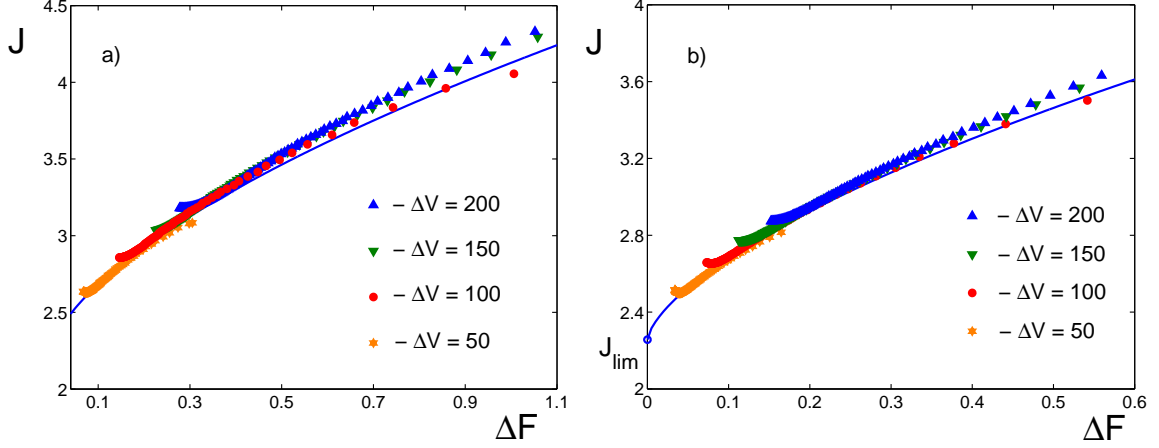 J
4.5
4
3.5
3
2.5
2
a)
– ΔV = 200
– ΔV = 150
– ΔV = 100
– ΔV = 50
0.1 0.3 0.5 0.7 0.9 1.1
ΔF
J
4
3.6
3.2
2.8
2.4
J_lim
2
b)
– ΔV = 200
– ΔV = 150
– ΔV = 100
– ΔV = 50
0 0.1 0.2 0.3 0.4 0.5 0.6
ΔF